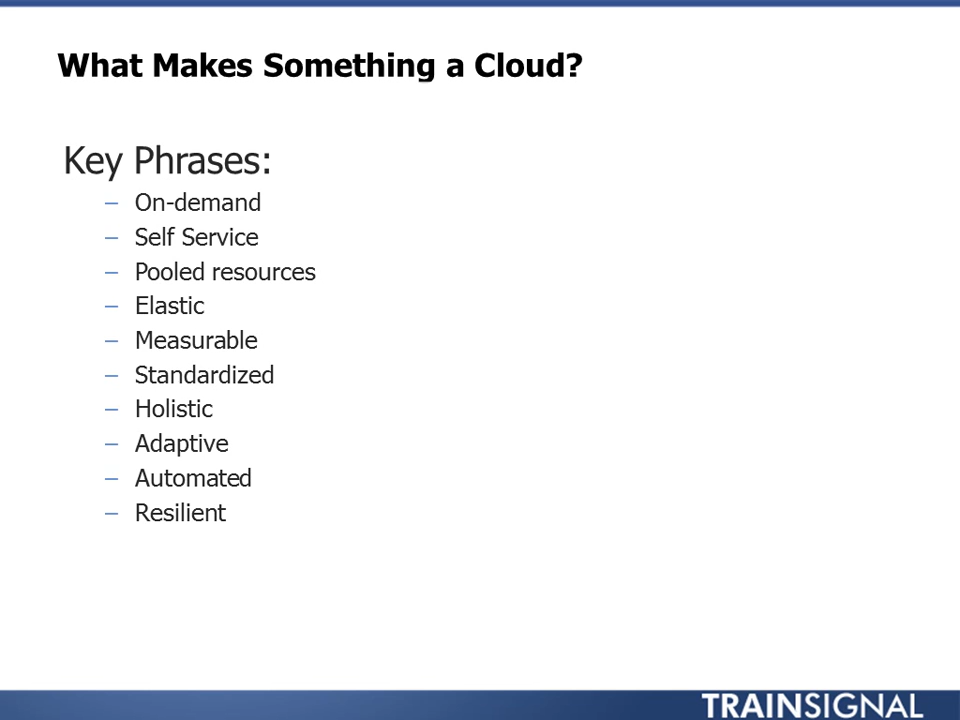 What Makes Something a Cloud?
Key Phrases:
– On-demand
– Self Service
– Pooled resources
– Elastic
– Measurable
– Standardized
– Holistic
– Adaptive
– Automated
– Resilient
TRAINSIGNAL